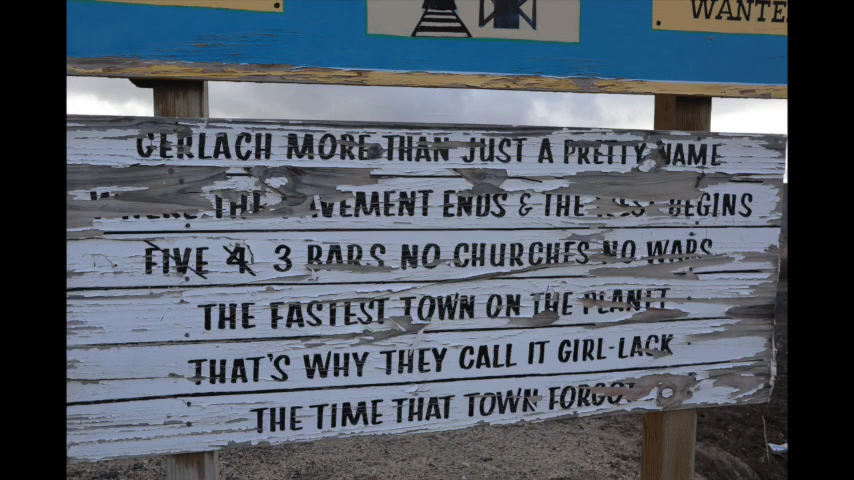 WANTE
GERLACH MORE THAN JUST A PRETTY NAME
WHERE THE PAVEMENT ENDS & THE WEST BEGINS
FIVE 4 3 BARS NO CHURCHES NO WARS
THE FASTEST TOWN ON THE PLANET
THAT'S WHY THEY CALL IT GIRL-LACK
THE TIME THAT TOWN FORGOT